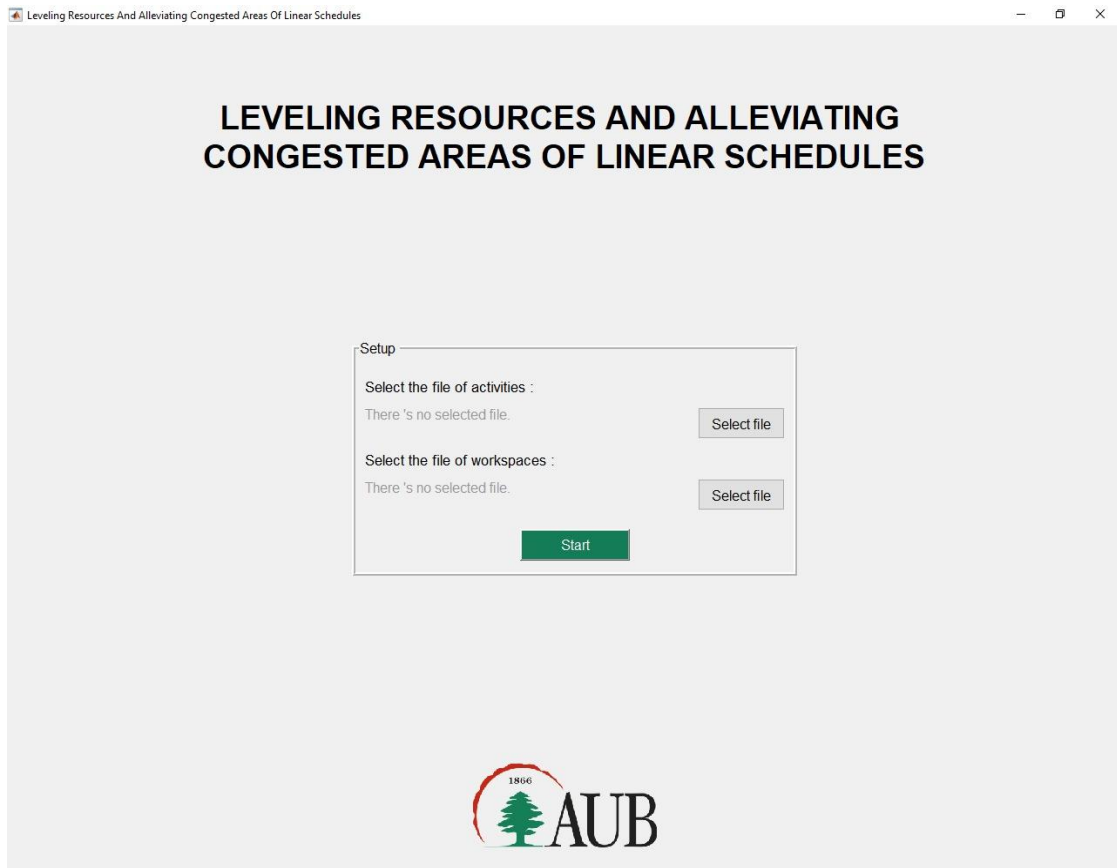 Leveling Resources And Alleviating Congested Areas Of Linear Schedules
LEVELING RESOURCES AND ALLEVIATING
CONGESTED AREAS OF LINEAR SCHEDULES
Setup
Select the file of activities :
There 's no selected file.
Select file
Select the file of workspaces :
There 's no selected file.
Select file
Start
1866
AUB